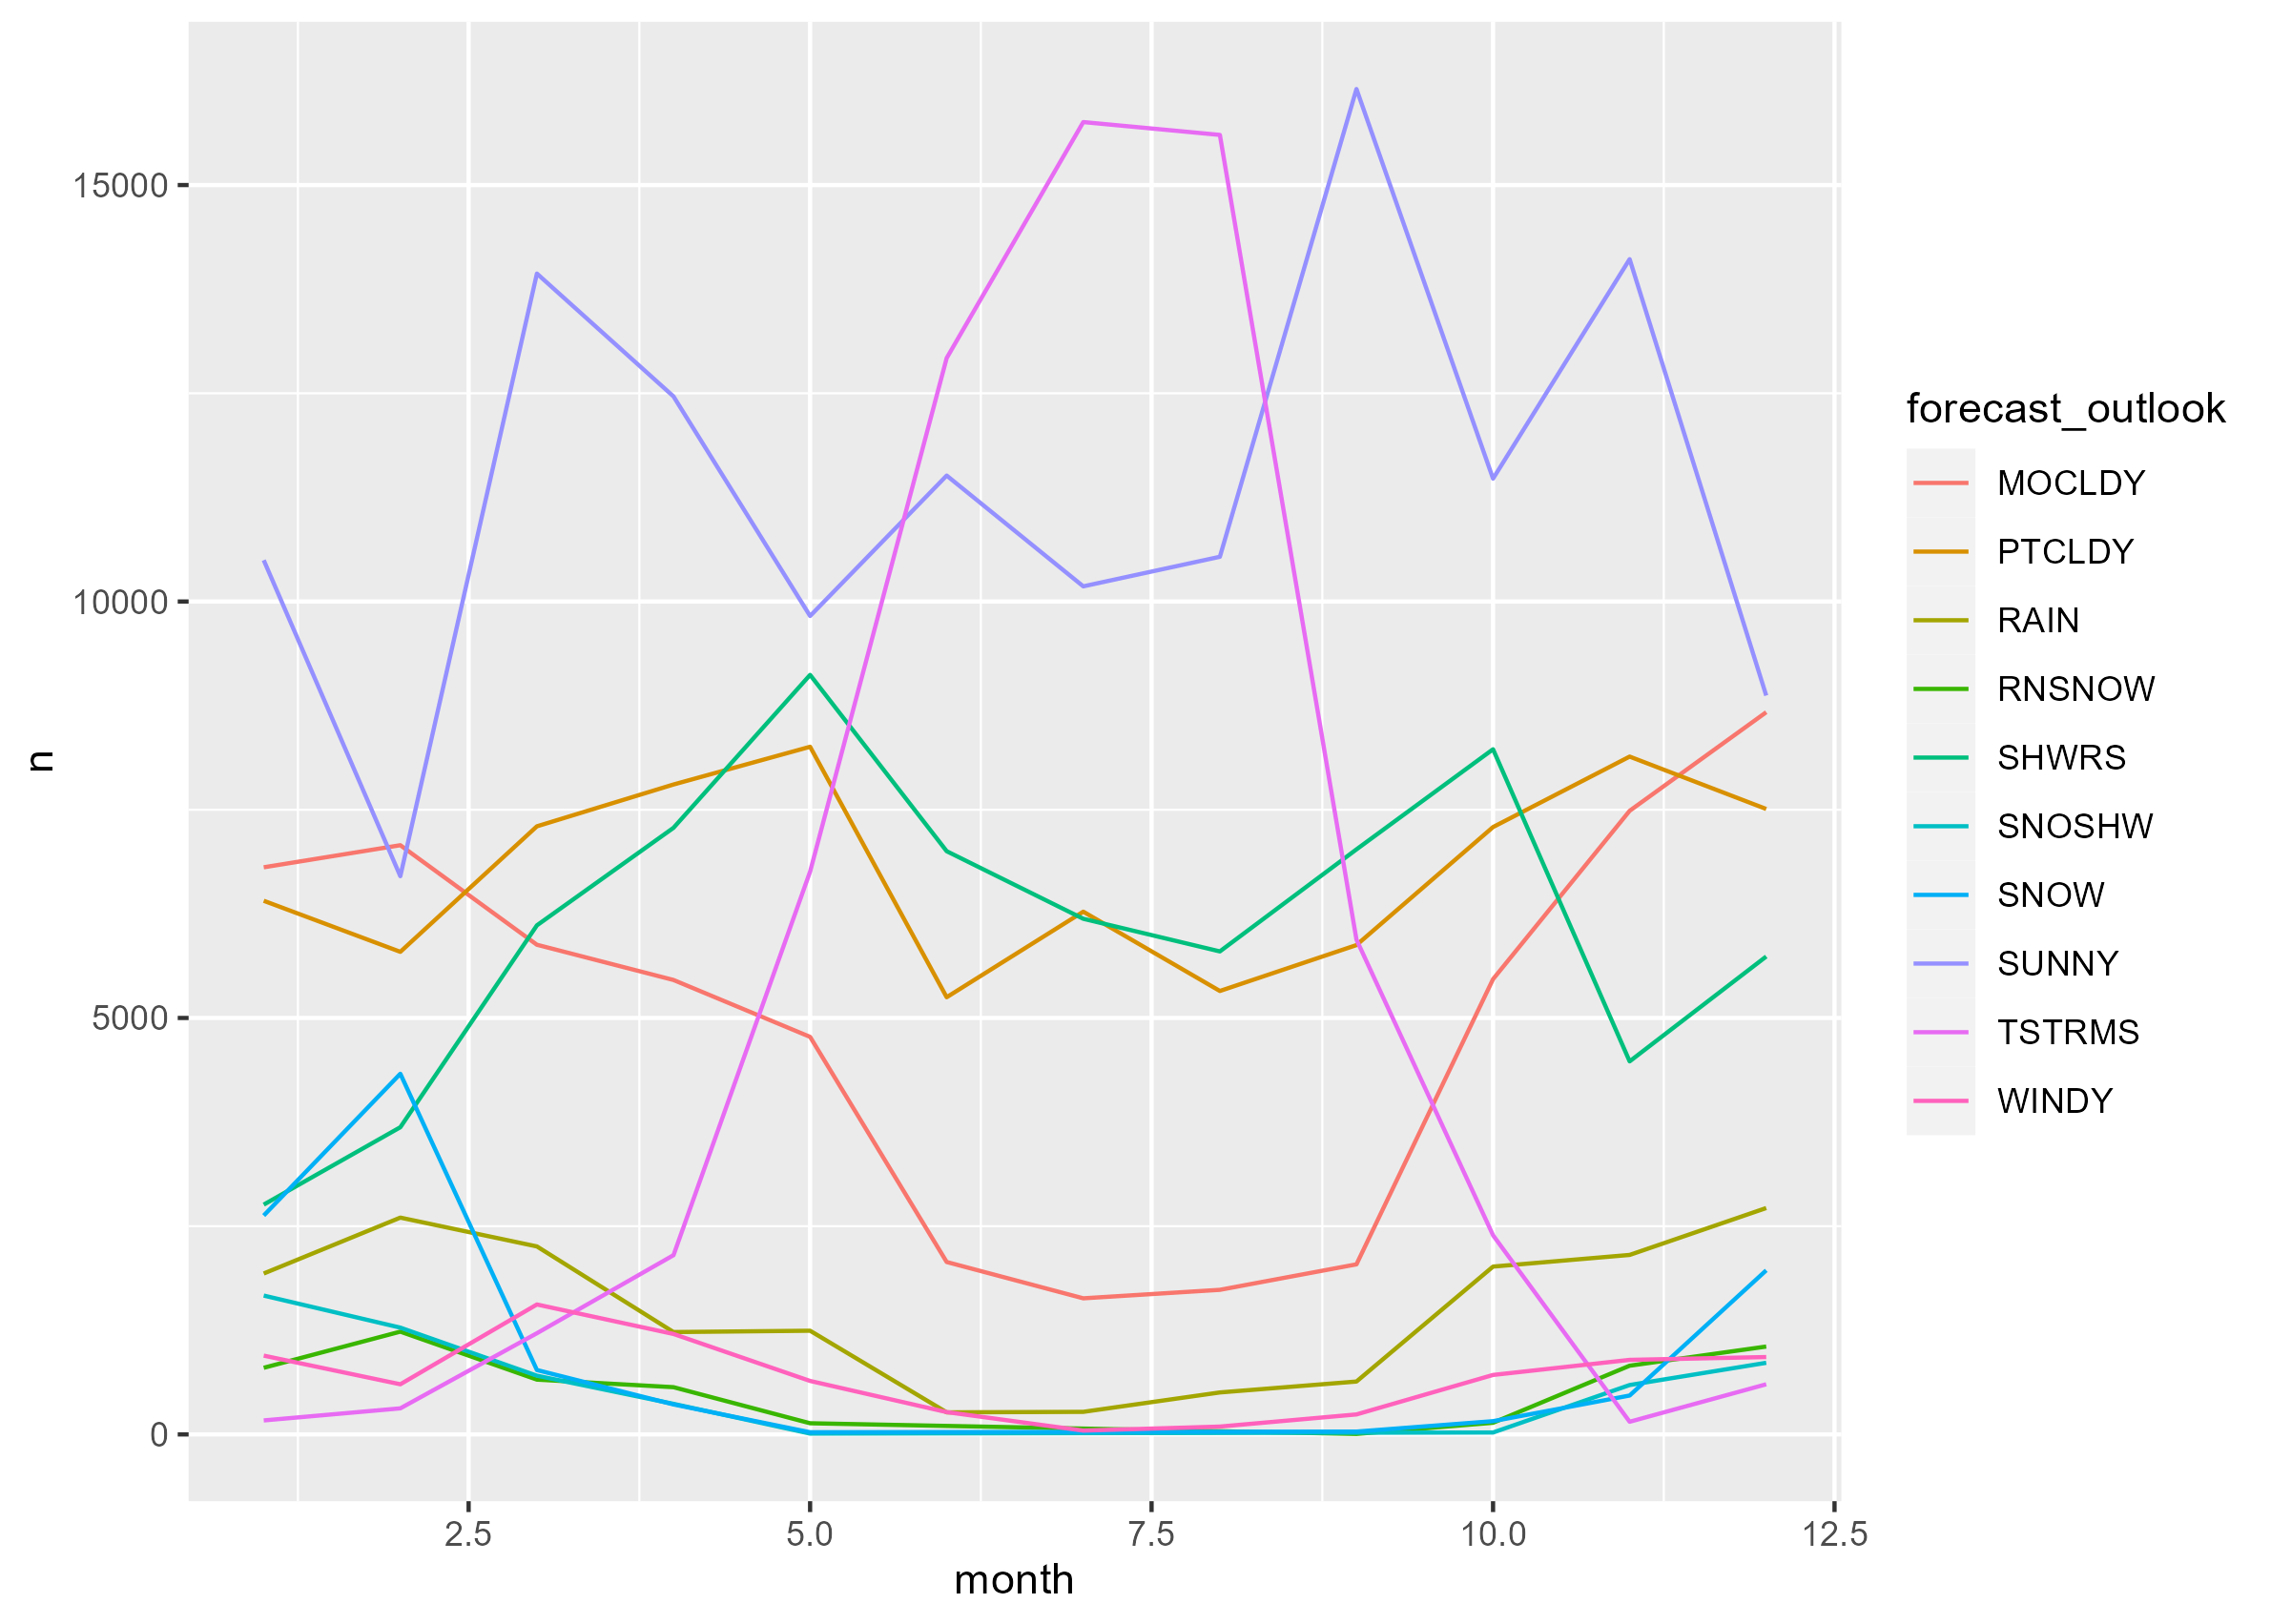 15000
10000
5000
0
n
2.5
5.0
7.5
10.0
12.5
month
forecast_outlook
MOCLDY
PTCLDY
RAIN
RNSNOW
SHWRS
SNOSHW
SNOW
SUNNY
TSTRMS
WINDY